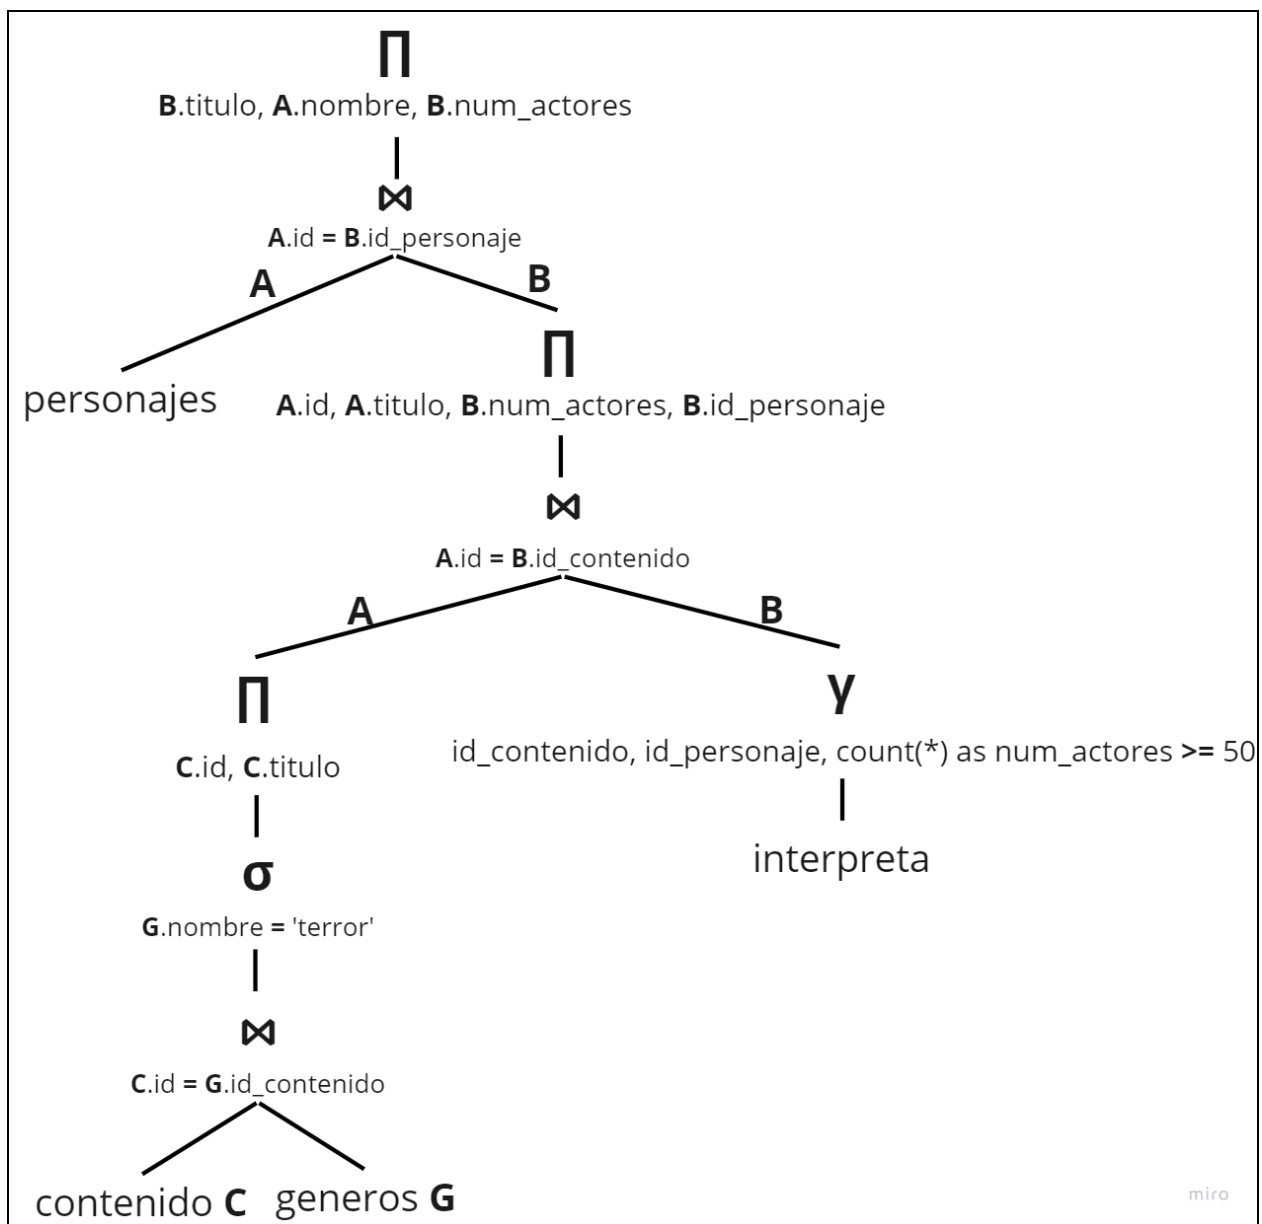 ∏
B.titulo, A.nombre, B.num_actores
⋈
A.id = B.id_personaje
A
B
personajes
∏
A.id, A.titulo, B.num_actores, B.id_personaje
⋈
A.id = B.id_contenido
A
B
∏
C.id, C.titulo
γ
id_contenido, id_personaje, count(*) as num_actores >= 50
interpreta
σ
G.nombre = 'terror'
⋈
C.id = G.id_contenido
contenido C
generos G
miro